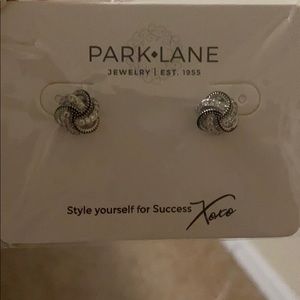 PARK♦LANE
JEWELRY | EST. 1955
Style yourself for Success Xoxo